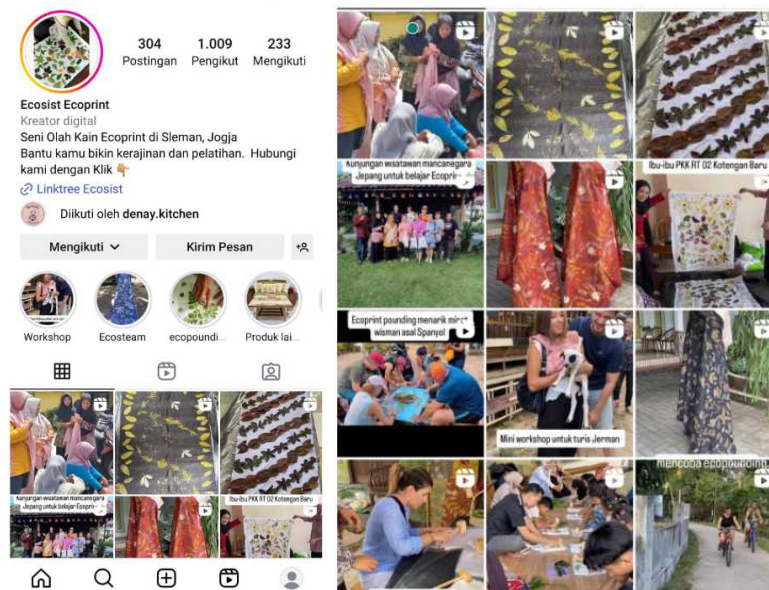 304
1.009
233
Postingan
Pengikut
Mengikuti
Ecosist Ecoprint
Kreator digital
Seni Olah Kain Ecoprint di Sleman, Jogja
Bantu kamu bikin kerajinan dan pelatihan. Hubungi
kami dengan Klik 👇
Linktree Ecosist
Diikuti oleh denay.kitchen
Mengikuti
Kirim Pesan
Workshop
Ecosteam
ecopoundi...
Produk lai...
Kunjungan wisatawan mancanegara
Jepang untuk belajar Ecopri
Ibu-ibu PKK RT 02 Kotengan Baru
Kunjungan wisatawan mancanegara
Jepang untuk belajar Ecopri
Ibu-ibu PKK RT 02 Kotengan Baru
Ecoprint pounding menarik minat
wisman asal Spanyol
Mini workshop untuk turis Jerman
mencoba ecopounding